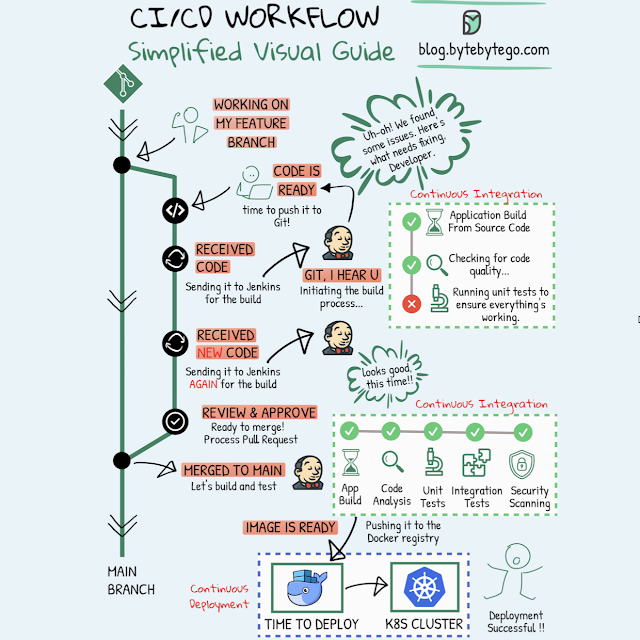 CI/CD WORKFLOW
Simplified Visual Guide
blog.bytebytego.com
WORKING ON
MY FEATURE
BRANCH
Uh-oh! We found
some issues. Here's
what needs fixing,
Developer.
CODE IS
READY
time to push it to
Git!
Continuous Integration
Application Build
From Source Code
Checking for code
quality...
Running unit tests to
ensure everything's
working.
RECEIVED
CODE
Sending it to Jenkins
for the build
GIT, I HEAR U
Initiating the build
process...
RECEIVED
NEW CODE
Sending it to Jenkins
AGAIN for the build
looks good,
this time!!
REVIEW & APPROVE
Ready to merge!
Process Pull Request
Continuous Integration
App
Build
Code
Analysis
Unit
Tests
Integration
Tests
Security
Scanning
MERGED TO MAIN
Let's build and test
IMAGE IS READY
Pushing it to the
Docker registry
MAIN
BRANCH
Continuous
Deployment
TIME TO DEPLOY
K8S CLUSTER
Deployment
Successful !!